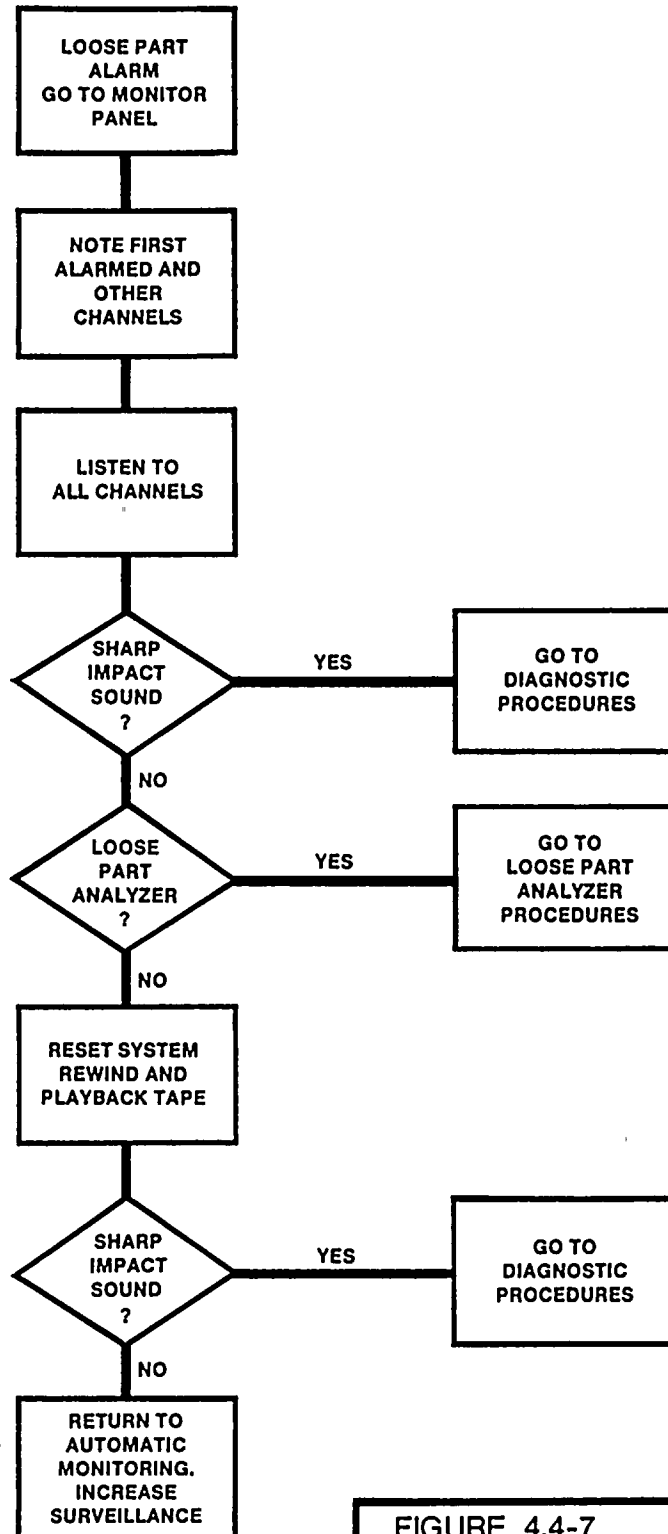 LOOSE PART
ALARM
GO TO MONITOR
PANEL
NOTE FIRST
ALARMED AND
OTHER
CHANNELS
LISTEN TO
ALL CHANNELS
SHARP
IMPACT
SOUND
?
YES
GO TO
DIAGNOSTIC
PROCEDURES
NO
LOOSE
PART
ANALYZER
?
YES
GO TO
LOOSE PART
ANALYZER
PROCEDURES
NO
RESET SYSTEM
REWIND AND
PLAYBACK TAPE
SHARP
IMPACT
SOUND
?
YES
GO TO
DIAGNOSTIC
PROCEDURES
NO
RETURN TO
AUTOMATIC
MONITORING.
INCREASE
SURVEILLANCE
FIGURE 4.4-7